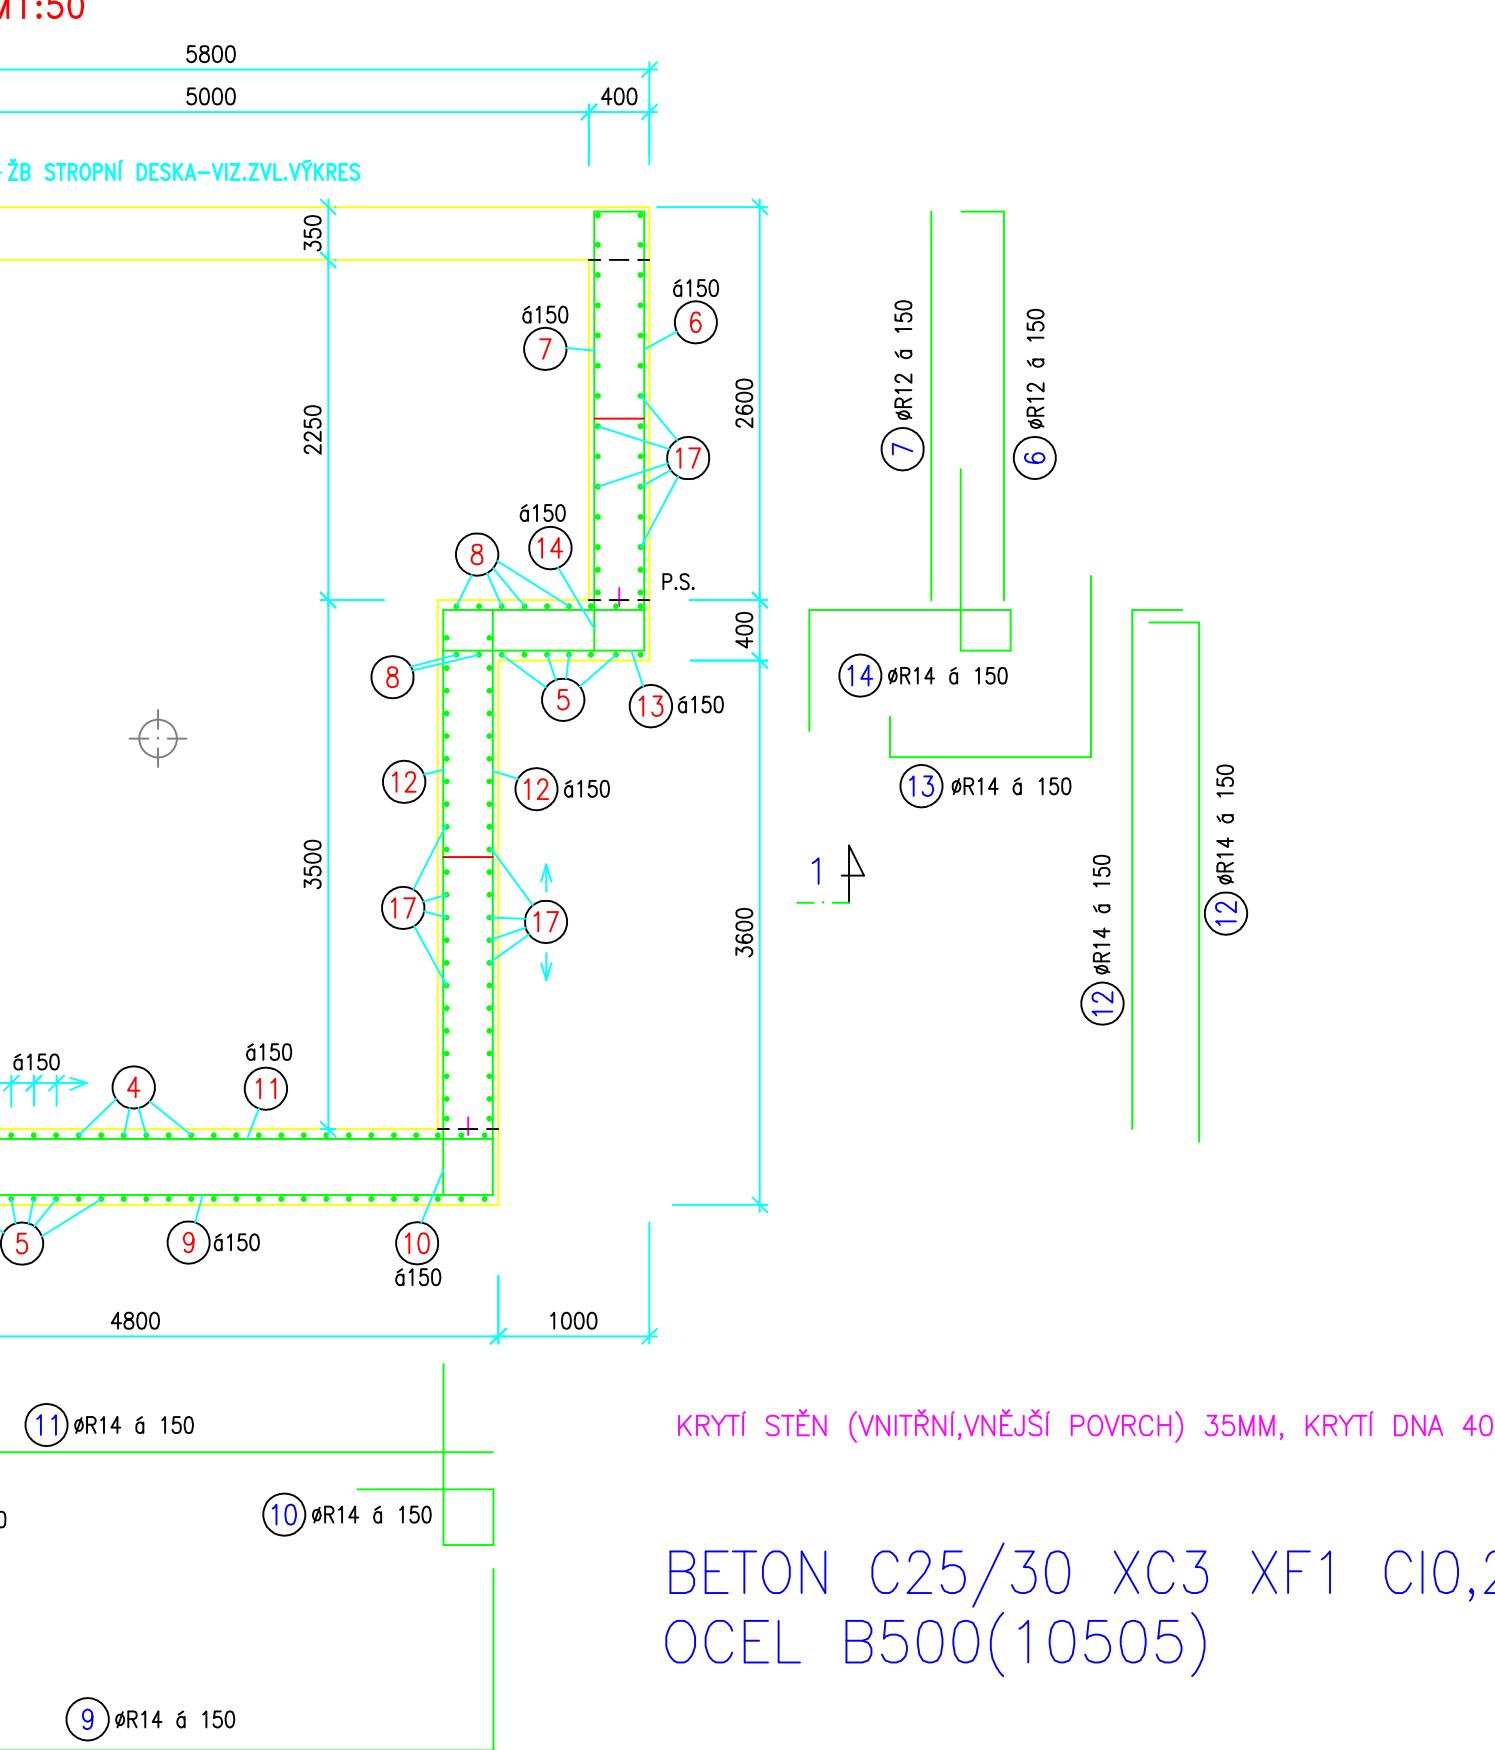 M1:50
5800
5000
400
ŽB STROPNÍ DESKA-VIZ.ZVL.VÝKRES
350
á150
6
á150
7
2250
2600
17
á150
14
8
P.S.
400
8
5
13 á150
12
12 á150
3500
17
17
3600
á150
4
á150
11
5
9 á150
10
á150
4800
1000
7 øR12 á 150
6 øR12 á 150
14 øR14 á 150
13 øR14 á 150
1
12 øR14 á 150
12 øR14 á 150
11 øR14 á 150
10 øR14 á 150
0
9 øR14 á 150
KRYTÍ STĚN (VNITŘNÍ,VNĚJŠÍ POVRCH) 35MM, KRYTÍ DNA 40
BETON C25/30 XC3 XF1 Cl0,2
OCEL B500(10505)